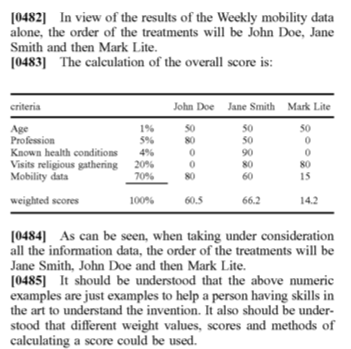 [0482] In view of the results of the Weekly mobility data
alone, the order of the treatments will be John Doe, Jane
Smith and then Mark Lite.
[0483] The calculation of the overall score is:
criteria John Doe Jane Smith Mark Lite
Age 1% 50 50 50
Profession 5% 80 50 0
Known health conditions 4% 0 90 0
Visits religious gathering 20% 0 80 80
Mobility data 70% 80 60 15
weighted scores 100% 60.5 66.2 14.2
[0484] As can be seen, when taking under consideration
all the information data, the order of the treatments will be
Jane Smith, John Doe and then Mark Lite.
[0485] It should be understood that the above numeric
examples are just examples to help a person having skills in
the art to understand the invention. It also should be under-
stood that different weight values, scores and methods of
calculating a score could be used.